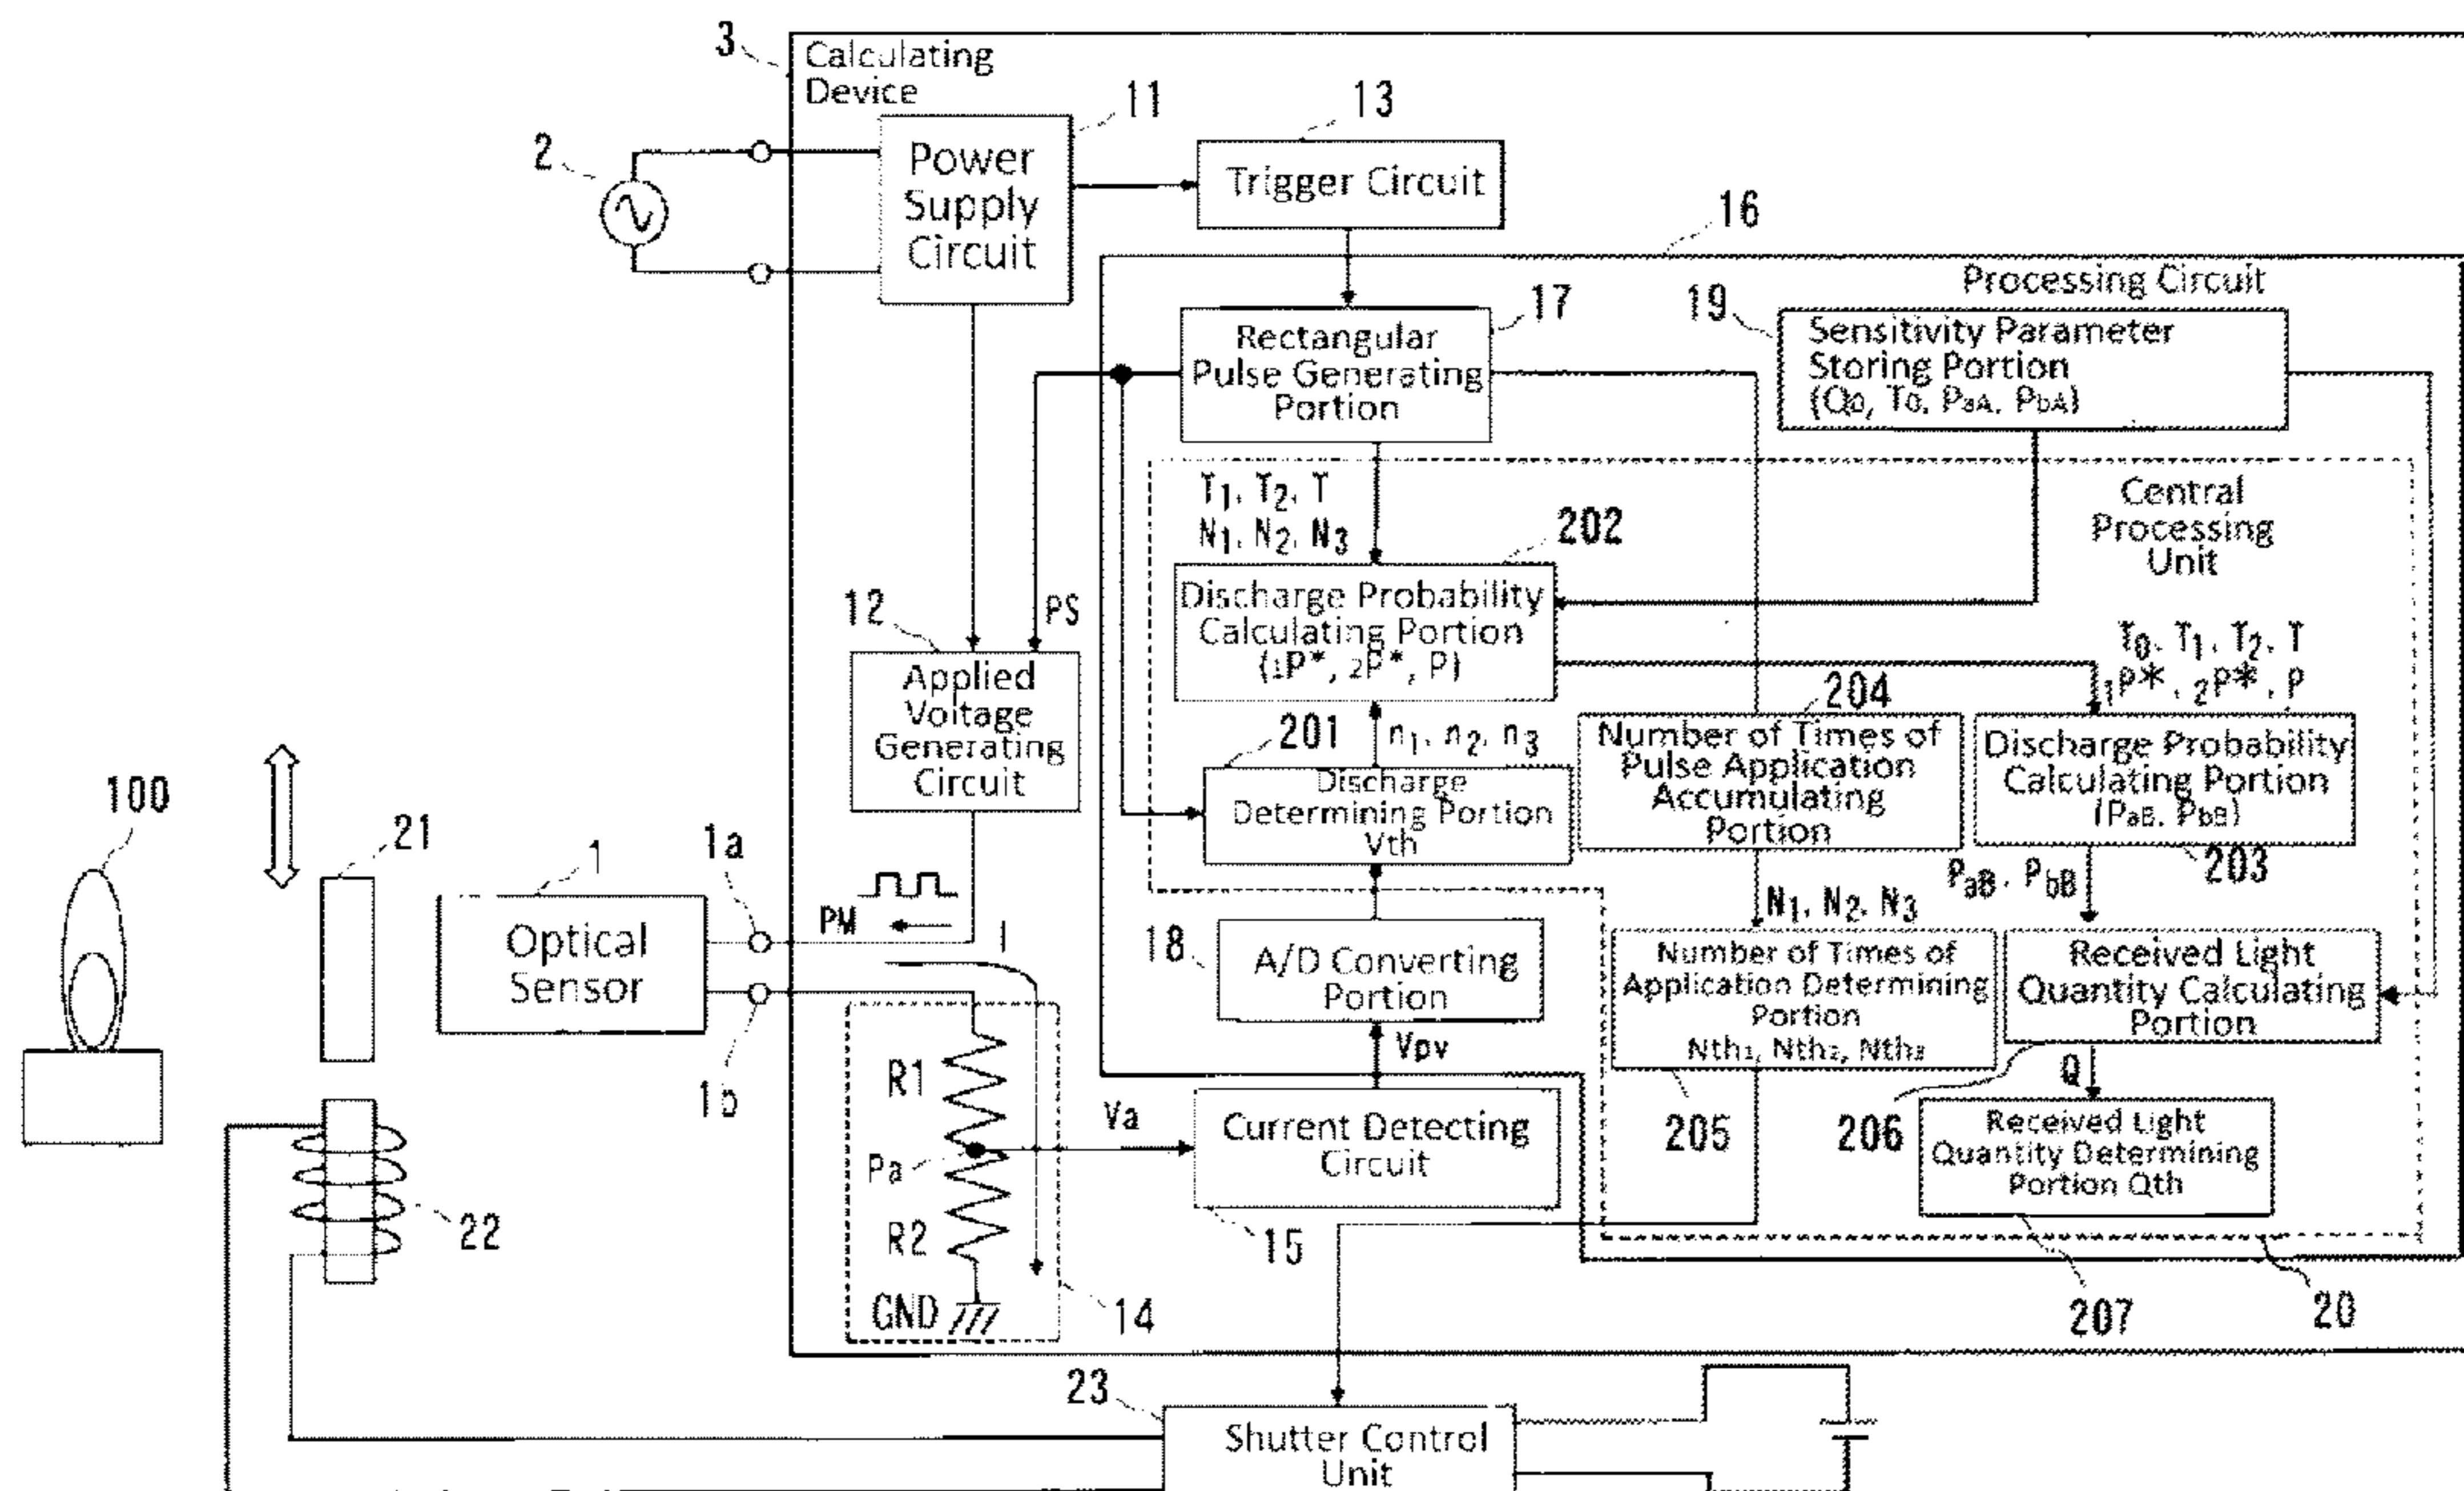 3
Calculating
Device
11
13
2
Power
Supply
Circuit
Trigger Circuit
16
Processing Circuit
17
19
Rectangular
Pulse Generating
Portion
Sensitivity Parameter
Storing Portion
(Q0, T0, PaA, PbA)
T1, T2, T
N1, N2, N3
202
Central
Processing
Unit
12
PS
Discharge Probability
Calculating Portion
(1P*, 2P*, P)
T0, T1, T2, T
1P*, 2P*, P
Applied
Voltage
Generating
Circuit
201
n1, n2, n3
204
Number of Times of
Pulse Application
Accumulating
Portion
Discharge Probability
Calculating Portion
(PaB, PbB)
Discharge
Determining Portion
Vth
100
21
1
1a
203
PaB, PbB
N1, N2, N3
PM
I
Optical
Sensor
18
A/D Converting
Portion
Number of Times of
Application Determining
Portion
Nth1, Nth2, Nth3
Received Light
Quantity Calculating
Portion
1b
R1
Vpv
Q
Va
Pa
Current Detecting
Circuit
205
206
Received Light
Quantity Determining
Portion Qth
22
R2
15
GND
14
207
20
23
Shutter Control
Unit